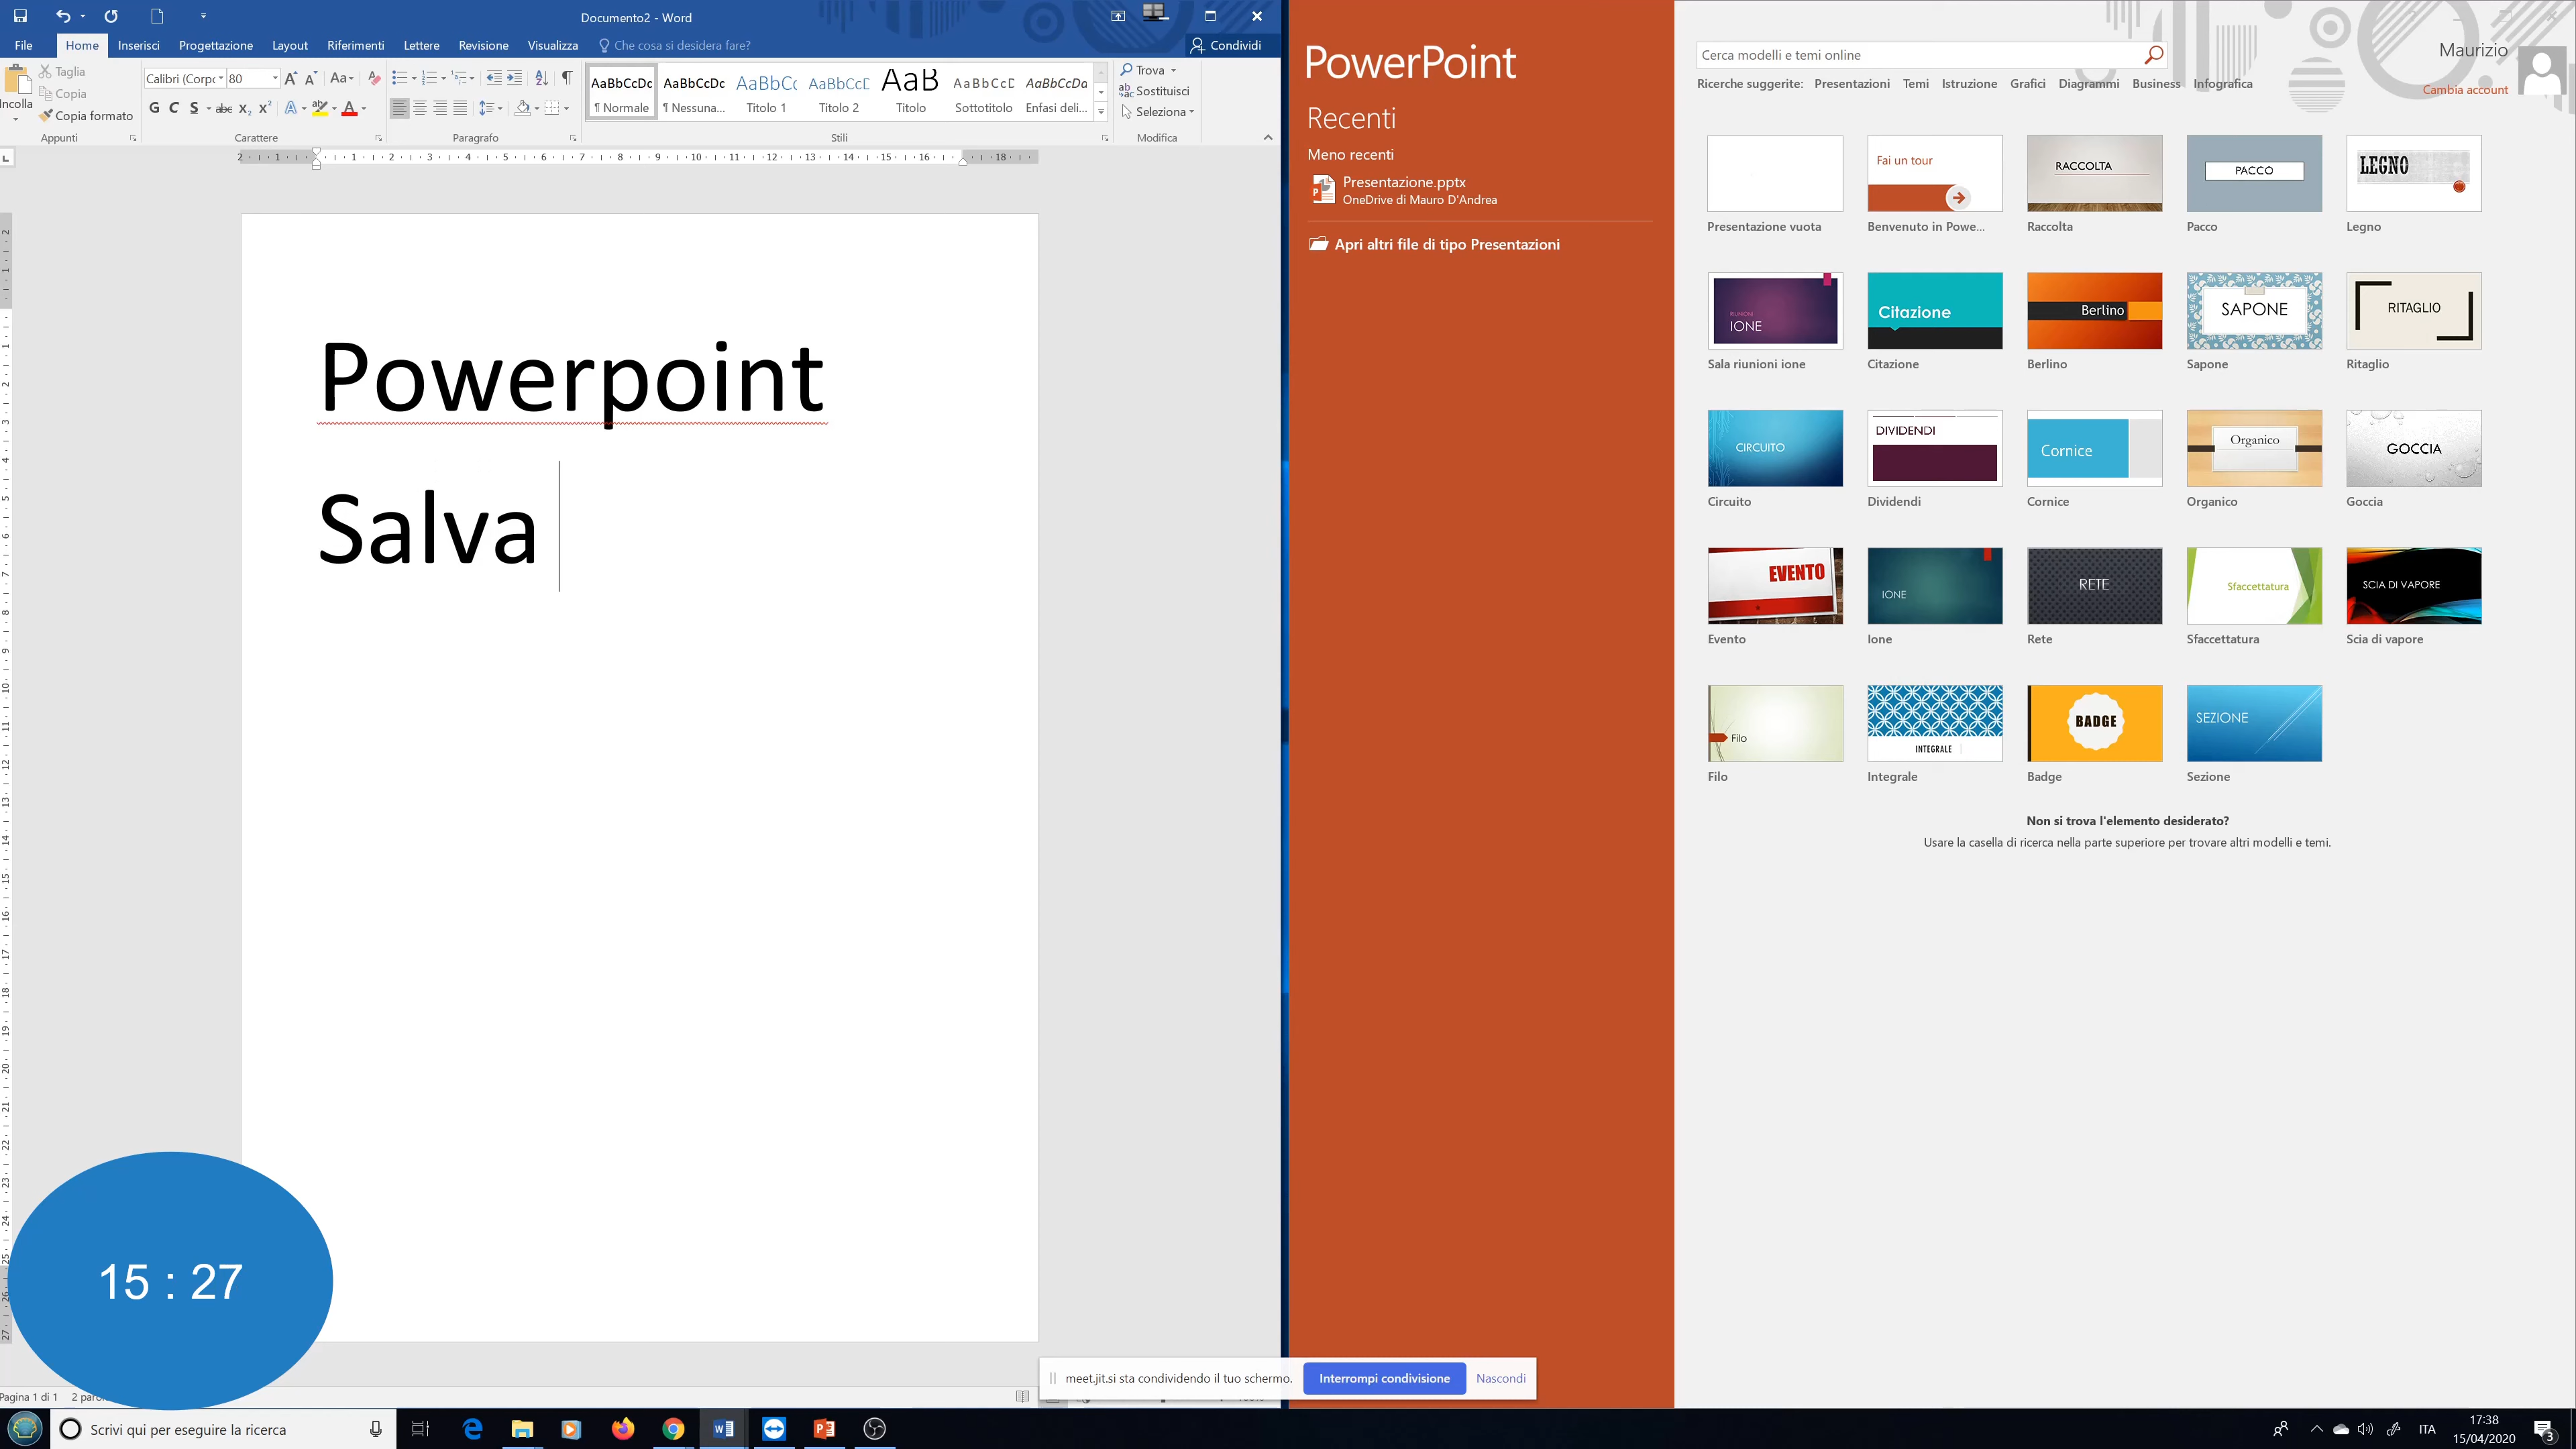 Documento2 - Word
File Home Inserisci Progettazione Layout Riferimenti Lettere Revisione Visualizza Che cosa si desidera fare? Condividi
Incolla
Taglia
Copia
Copia formato
Appunti
Calibri (Corpo 80
G C S abc X₂ X²
Carattere
Paragrafo
AaBbCcDc AaBbCcDc AaBbCc AaBbCcD AaB AaBbCcD AaBbCcDa
¶ Normale ¶ Nessuna... Titolo 1 Titolo 2 Titolo Sottotitolo Enfasi deli...
Stili
Trova
Sostituisci
Seleziona
Modifica
Powerpoint
Salva
15 : 27
Pagina 1 di 1
PowerPoint
Recenti
Meno recenti
Presentazione.pptx
OneDrive di Mauro D'Andrea
Apri altri file di tipo Presentazioni
Cerca modelli e temi online
Ricerche suggerite: Presentazioni Temi Istruzione Grafici Diagrammi Business Infografica
Maurizio
Cambia account
Fai un tour RACCOLTA PACCO LEGNO
Presentazione vuota Benvenuto in Powe... Raccolta Pacco Legno
RIUNIONI
IONE Citazione Berlino SAPONE RITAGLIO
Sala riunioni ione Citazione Berlino Sapone Ritaglio
CIRCUITO DIVIDENDI Cornice Organico GOCCIA
Circuito Dividendi Cornice Organico Goccia
EVENTO IONE RETE Sfaccettatura SCIA DI VAPORE
Evento Ione Rete Sfaccettatura Scia di vapore
Filo INTEGRALE BADGE SEZIONE
Filo Integrale Badge Sezione
Non si trova l'elemento desiderato?
Usare la casella di ricerca nella parte superiore per trovare altri modelli e temi.
meet.jit.si sta condividendo il tuo schermo. Interrompi condivisione Nascondi
Scrivi qui per eseguire la ricerca
ITA
17:38
15/04/2020
3